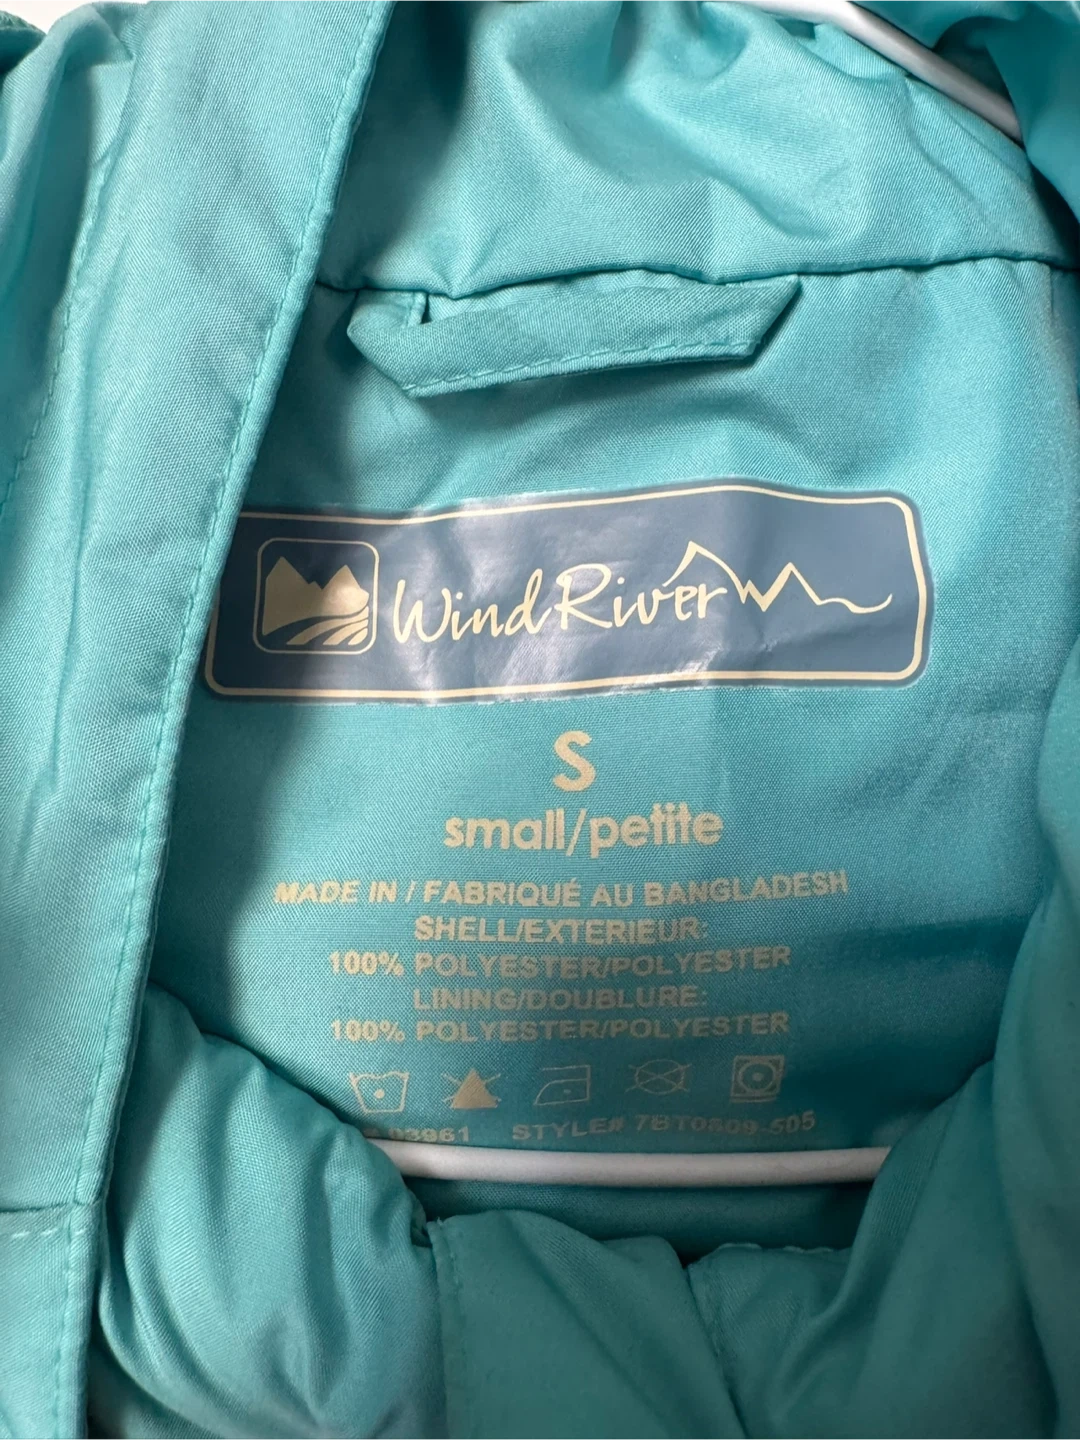 WindRiver
S
small/petite
MADE IN / FABRIQUÉ AU BANGLADESH
SHELL/EXTERIEUR:
100% POLYESTER/POLYESTER
LINING/DOUBLURE:
100% POLYESTER/POLYESTER
STYLE# 7BT0809-505